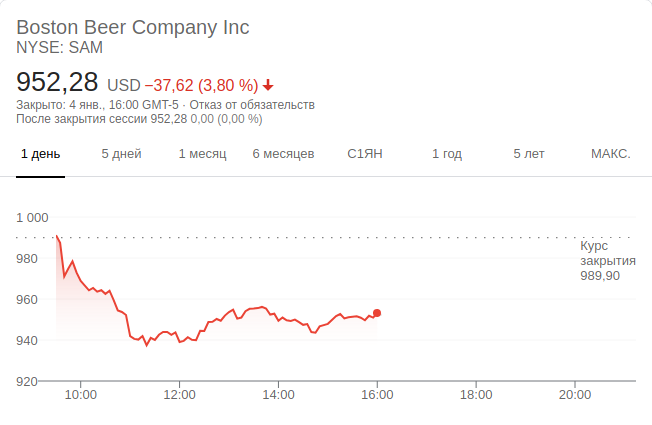 Boston Beer Company Inc
NYSE: SAM
952,28 USD −37,62 (3,80 %)
Закрыто: 4 янв., 16:00 GMT-5 · Отказ от обязательств
После закрытия сессии 952,28 0,00 (0,00 %)
1 день 5 дней 1 месяц 6 месяцев С1ЯН 1 год 5 лет МАКС.
1 000
Курс
980
закрытия
989,90
960
940
920
10:00 12:00 14:00 16:00 18:00 20:00